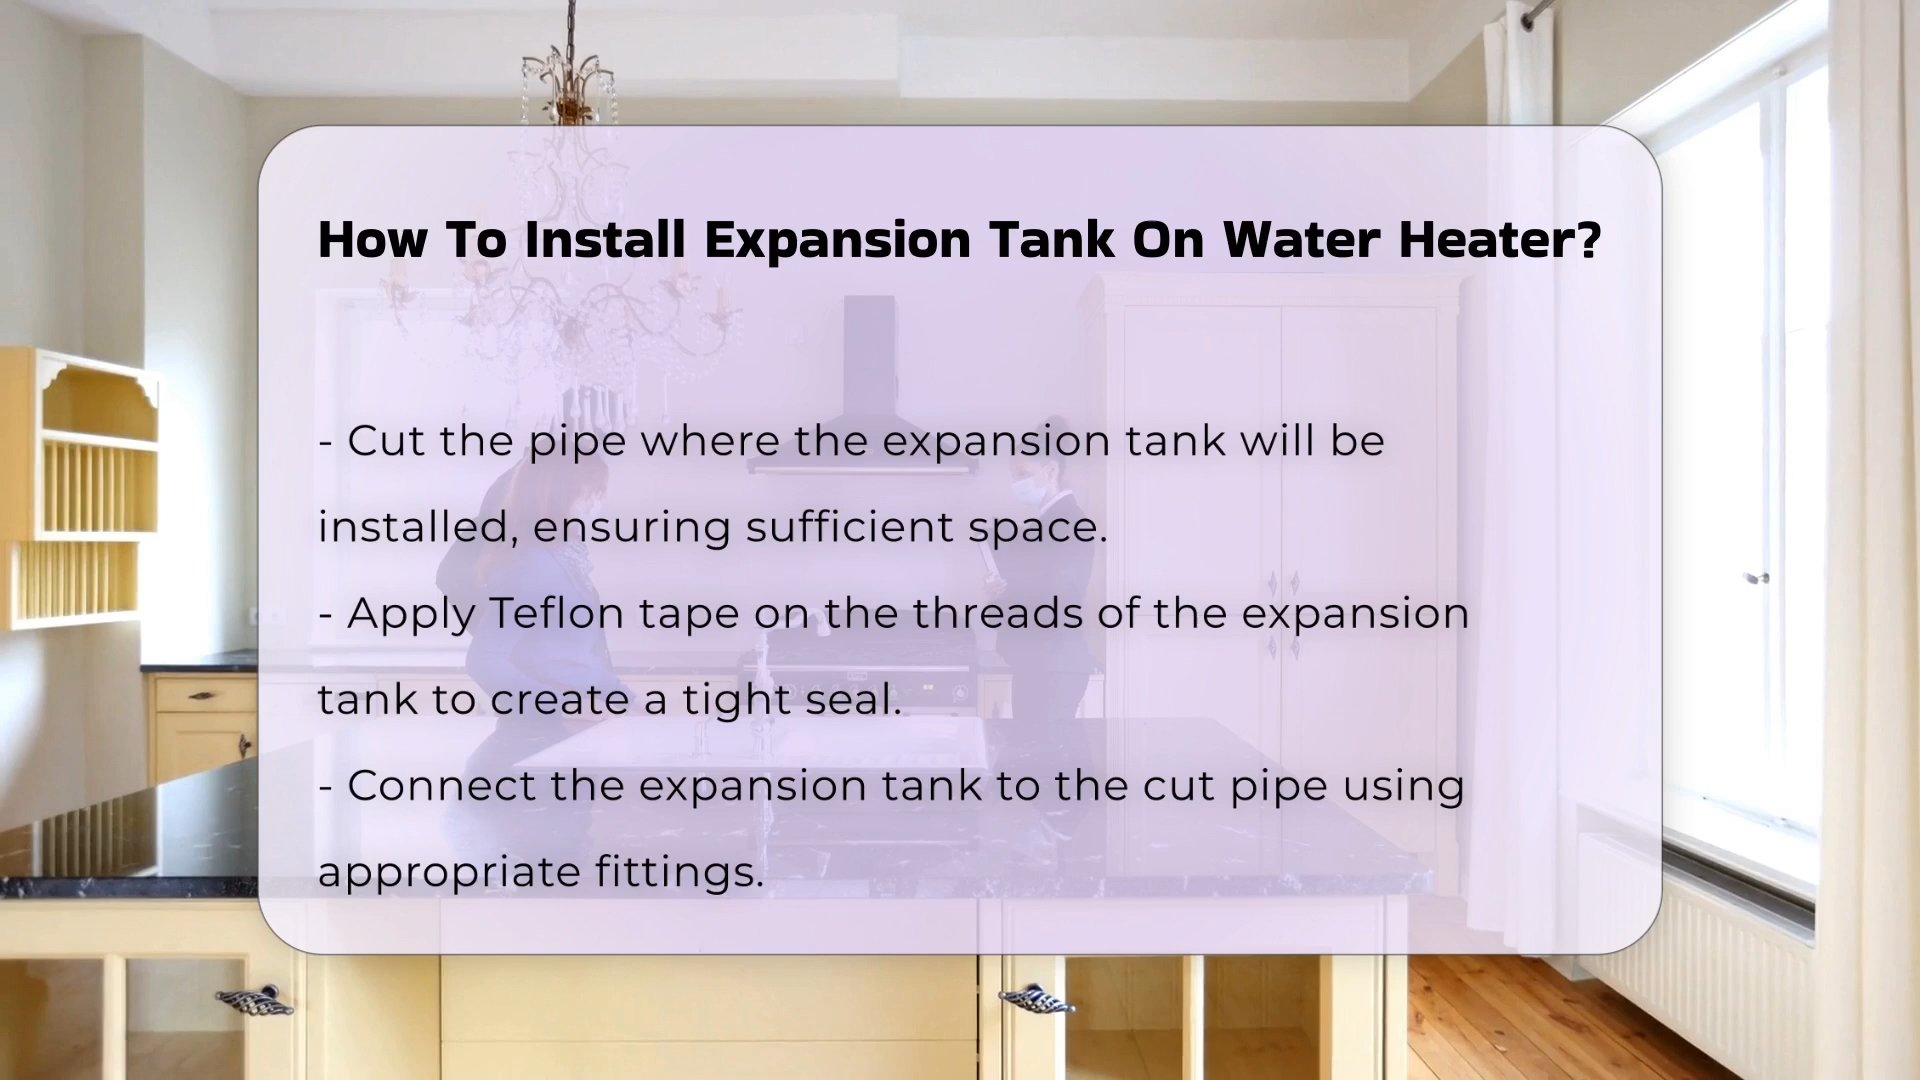 How To Install Expansion Tank On Water Heater?
- Cut the pipe where the expansion tank will be
installed, ensuring sufficient space.
- Apply Teflon tape on the threads of the expansion
tank to create a tight seal.
- Connect the expansion tank to the cut pipe using
appropriate fittings.